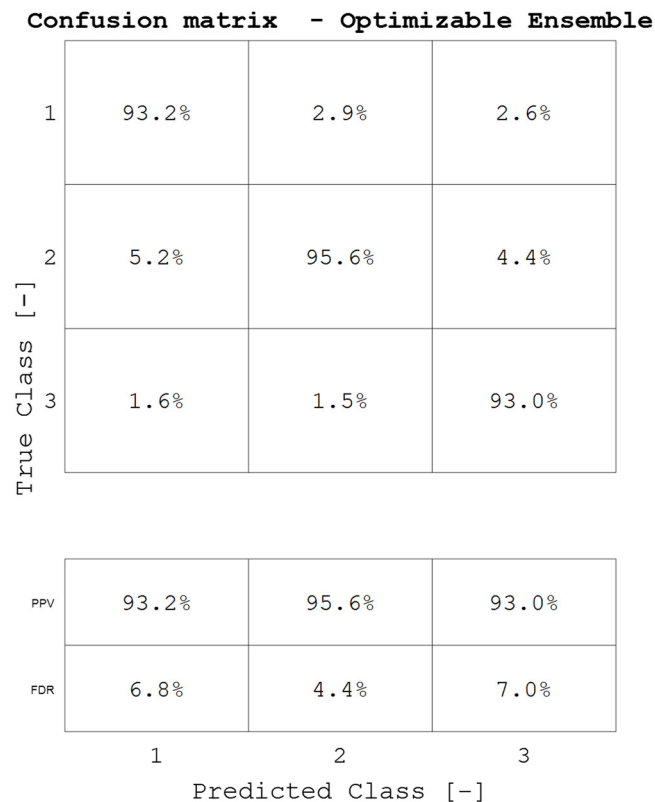 Confusion matrix - Optimizable Ensemble
1 93.2% 2.9% 2.6%
2 5.2% 95.6% 4.4%
3 1.6% 1.5% 93.0%
True Class [-]
PPV 93.2% 95.6% 93.0%
FDR 6.8% 4.4% 7.0%
1 2 3
Predicted Class [-]